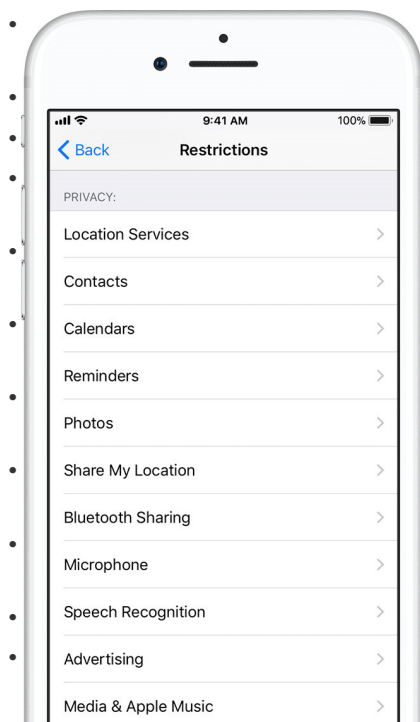 9:41 AM
100%
Back
Restrictions
PRIVACY:
Location Services
Contacts
Calendars
Reminders
Photos
Share My Location
Bluetooth Sharing
Microphone
Speech Recognition
Advertising
Media & Apple Music